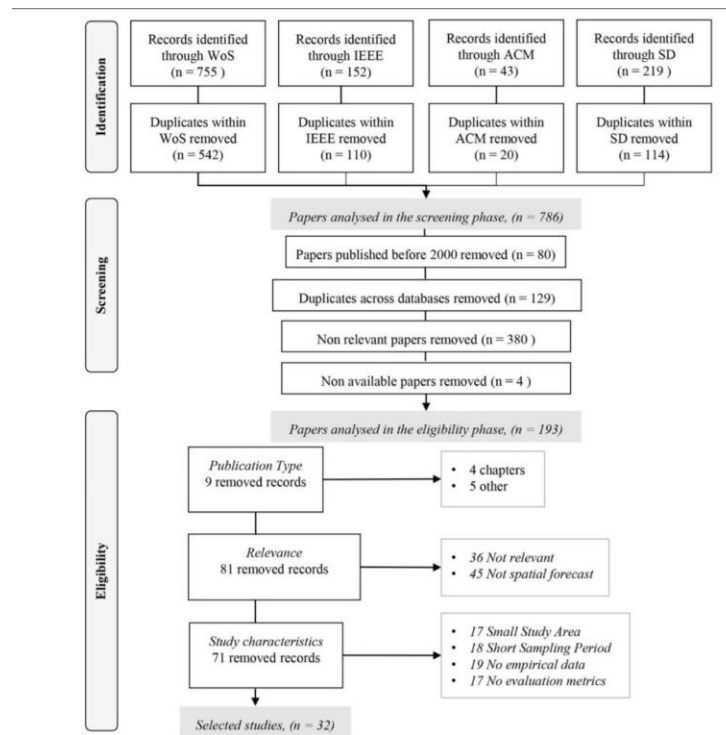 Identification
Records identified
through WoS
(n = 755 )
Records identified
through IEEE
(n = 152)
Records identified
through ACM
(n = 43)
Records identified
through SD
(n = 219 )
Duplicates within
WoS removed
(n = 542)
Duplicates within
IEEE removed
(n = 110)
Duplicates within
ACM removed
(n = 20)
Duplicates within
SD removed
(n = 114)
Screening
Papers analysed in the screening phase, (n = 786)
Papers published before 2000 removed (n = 80)
Duplicates across databases removed (n = 129)
Non relevant papers removed (n = 380 )
Non available papers removed (n = 4 )
Eligibility
Papers analysed in the eligibility phase, (n = 193)
Publication Type
9 removed records
• 4 chapters
• 5 other
Relevance
81 removed records
• 36 Not relevant
• 45 Not spatial forecast
Study characteristics
71 removed records
• 17 Small Study Area
• 18 Short Sampling Period
• 19 No empirical data
• 17 No evaluation metrics
Selected studies, (n = 32)